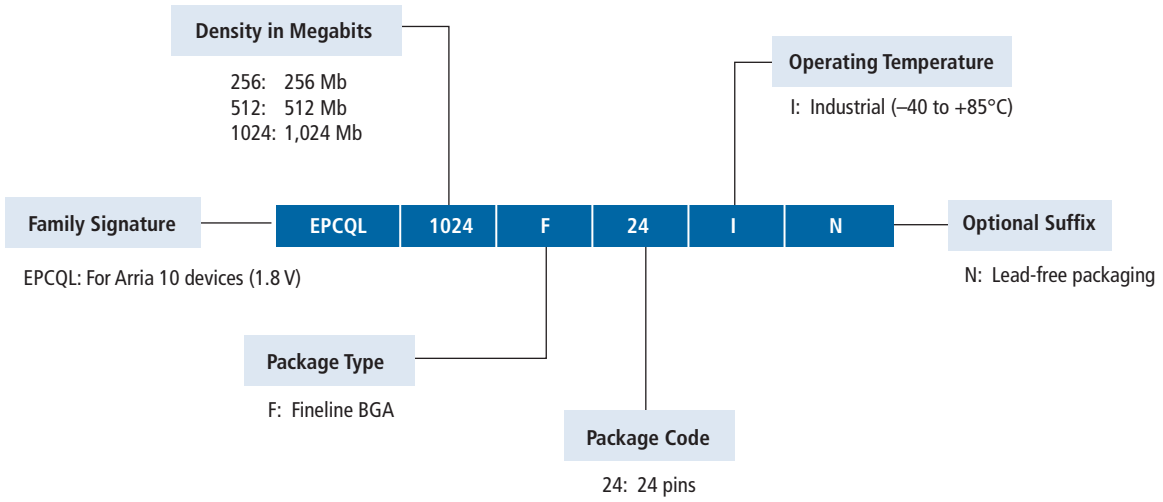 Density in Megabits
256: 256 Mb
512: 512 Mb
1024: 1,024 Mb
Operating Temperature
I: Industrial (–40 to +85°C)
Family Signature
EPCQL 1024 F 24 I N
Optional Suffix
EPCQL: For Arria 10 devices (1.8 V)
N: Lead-free packaging
Package Type
F: Fineline BGA
Package Code
24: 24 pins